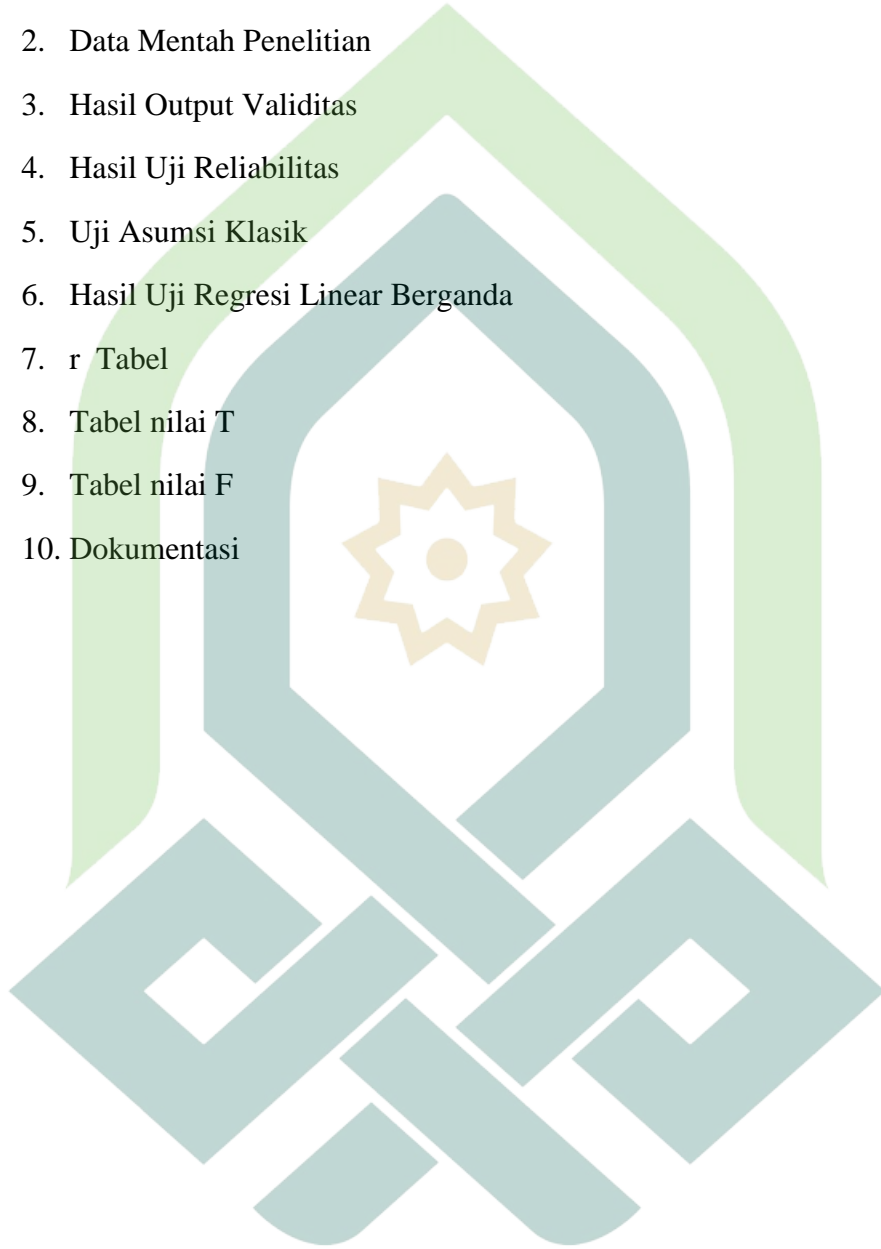 2. Data Mentah Penelitian
3. Hasil Output Validitas
4. Hasil Uji Reliabilitas
5. Uji Asumsi Klasik
6. Hasil Uji Regresi Linear Berganda
7. r Tabel
8. Tabel nilai T
9. Tabel nilai F
10. Dokumentasi